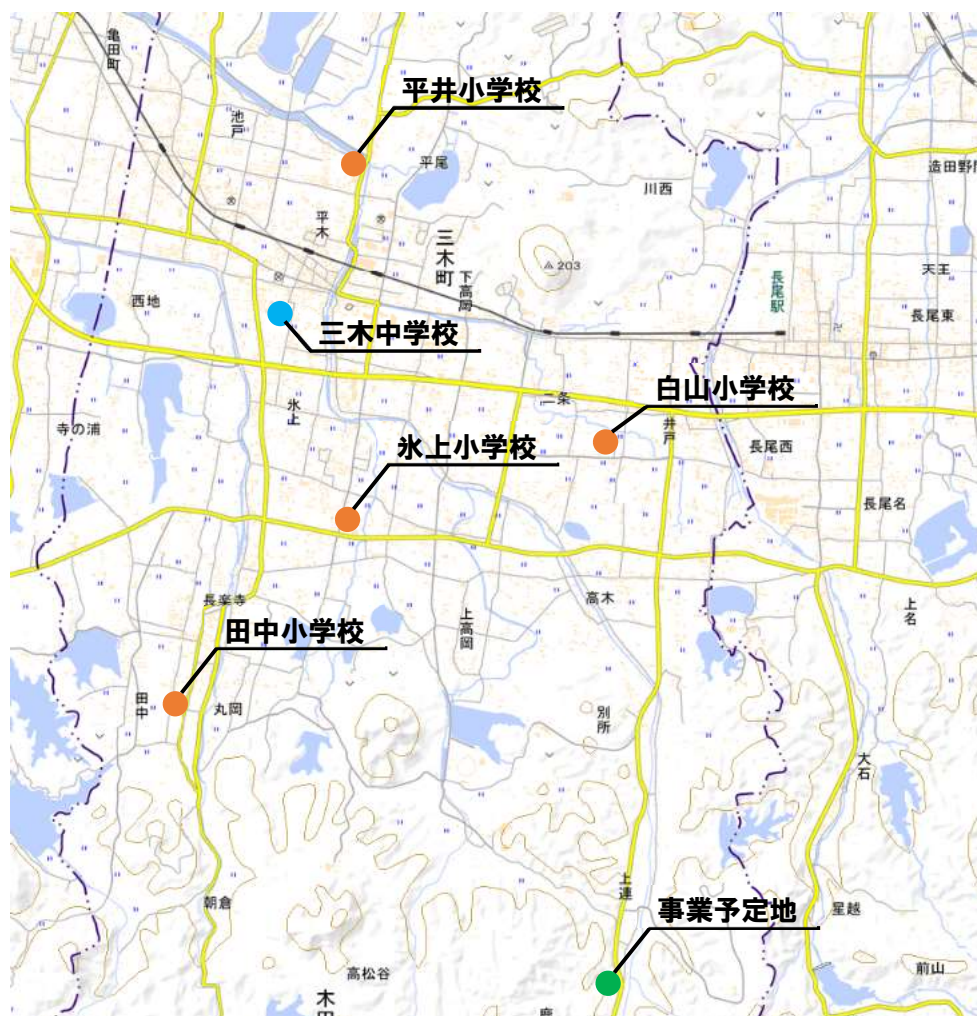 亀田町
池戸
平井小学校
平尾
川西
造田野間
平木
三木町
下高岡
203
長尾駅
天王
西地
長尾東
三木中学校
氷上
二条
白山小学校
寺の浦
井戸
長尾西
氷上小学校
長尾名
長楽寺
高木
上高岡
上名
田中小学校
田中
丸岡
別所
大石
上連
朝倉
事業予定地
星越
高松谷
前山
木田
鹿